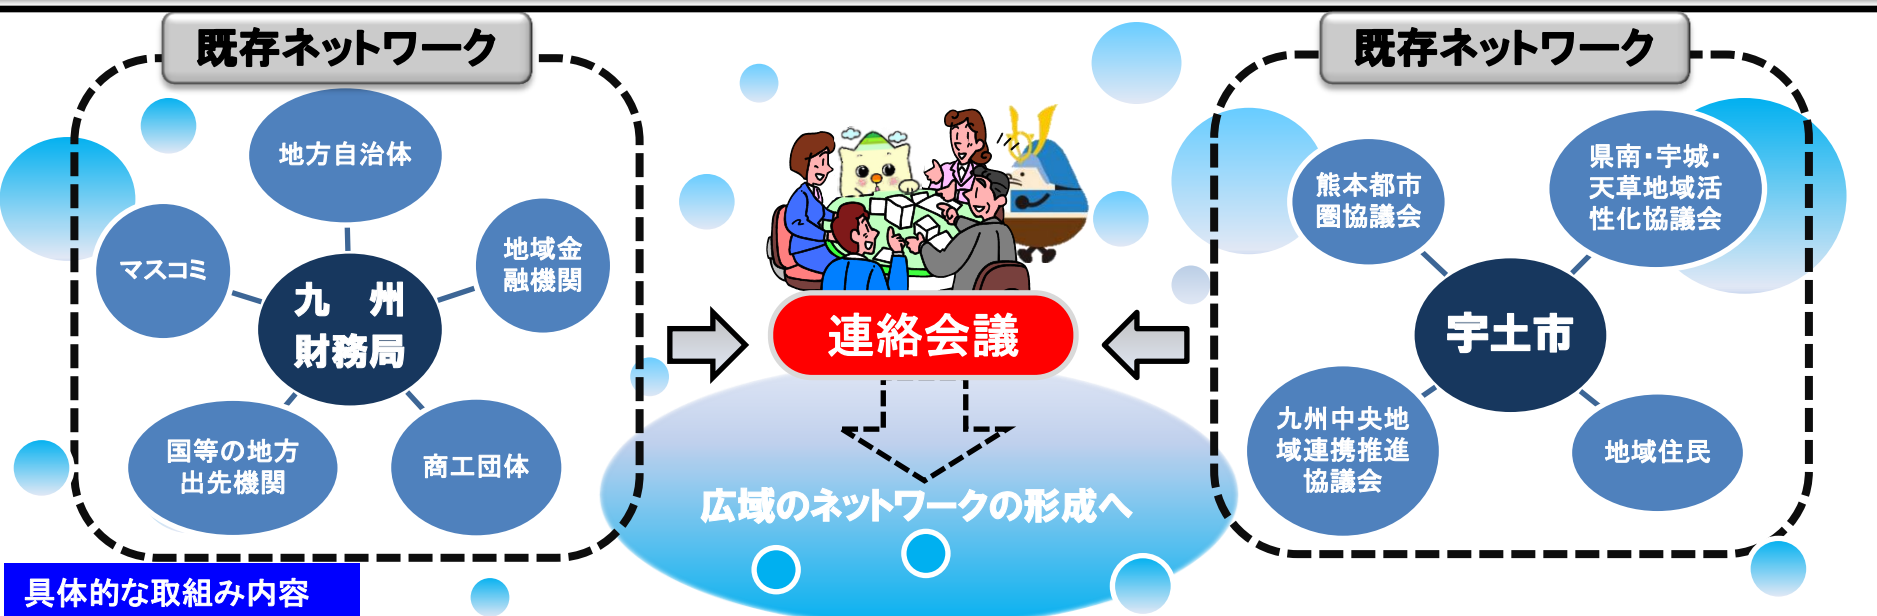 既存ネットワーク
地方自治体
マスコミ
地域金
融機関
九　州
財務局
国等の地方
出先機関
商工団体
連絡会議
広域のネットワークの形成へ
既存ネットワーク
熊本都市
圏協議会
県南・宇城・
天草地域活
性化協議会
宇土市
九州中央地
域連携推進
協議会
地域住民
具体的な取組み内容